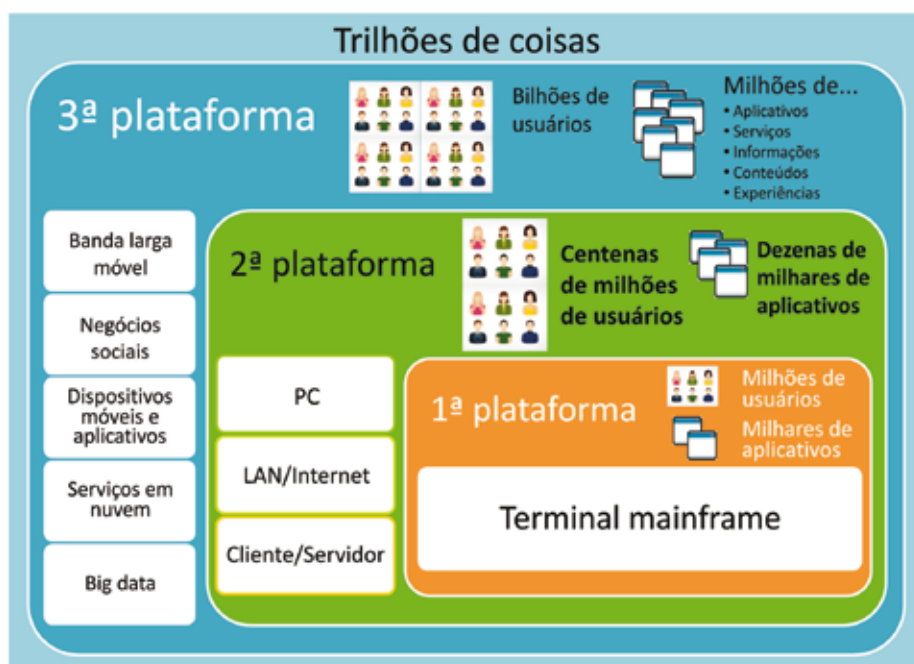 Trilhões de coisas
3ª plataforma
Bilhões de
usuários
Milhões de...
• Aplicativos
• Serviços
• Informações
• Conteúdos
• Experiências
Banda larga
móvel
Negócios
sociais
Dispositivos
móveis e
aplicativos
Serviços em
nuvem
Big data
2ª plataforma
Centenas
de milhões
de usuários
Dezenas de
milhares de
aplicativos
PC
LAN/Internet
Cliente/Servidor
1ª plataforma
Milhões de
usuários
Milhares de
aplicativos
Terminal mainframe